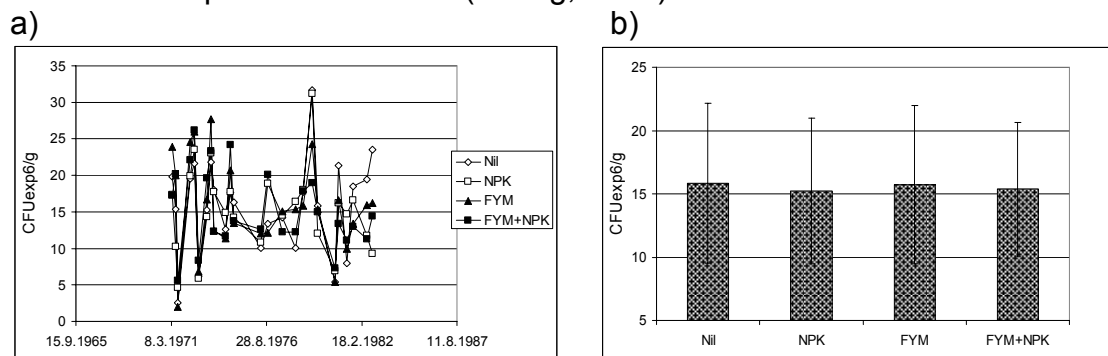 a)
b)
CFUexp6/g
35
30
25
20
15
10
5
0
15.9.1965 8.3.1971 28.8.1976 18.2.1982 11.8.1987
Nil
NPK
FYM
FYM+NPK
CFUexp6/g
25
20
15
10
5
Nil NPK FYM FYM+NPK